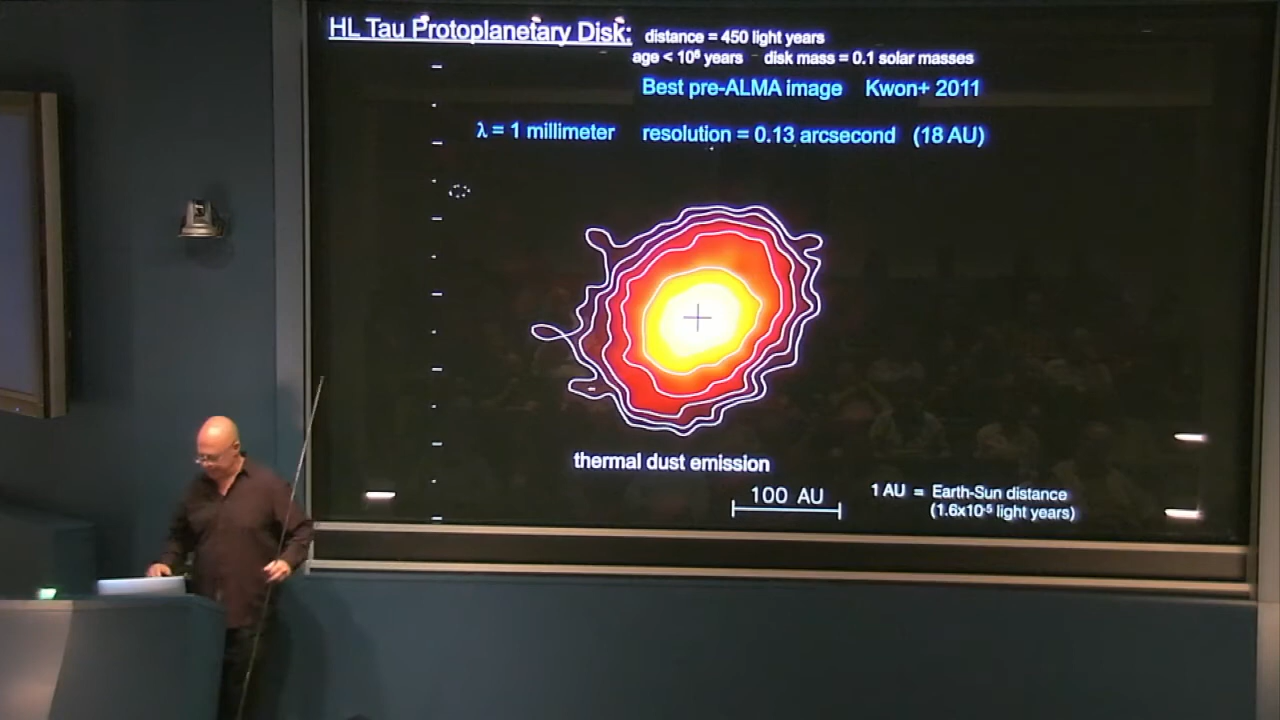 HL Tau Protoplanetary Disk: distance = 450 light years
age < 10⁶ years disk mass = 0.1 solar masses
Best pre-ALMA image Kwon+ 2011
λ = 1 millimeter resolution = 0.13 arcsecond (18 AU)
thermal dust emission
100 AU
1 AU = Earth-Sun distance
(1.6x10⁻⁵ light years)